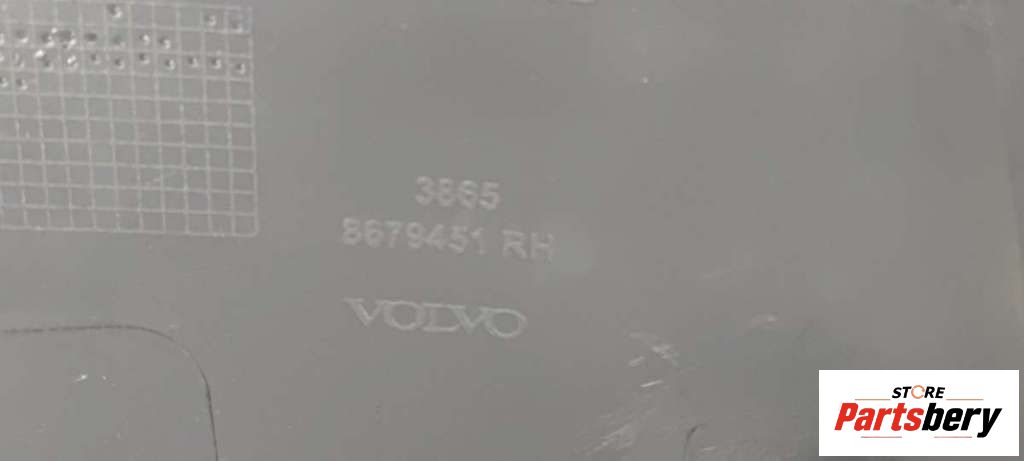 3865
8679451 RH
VOLVO
STORE
Partsbery